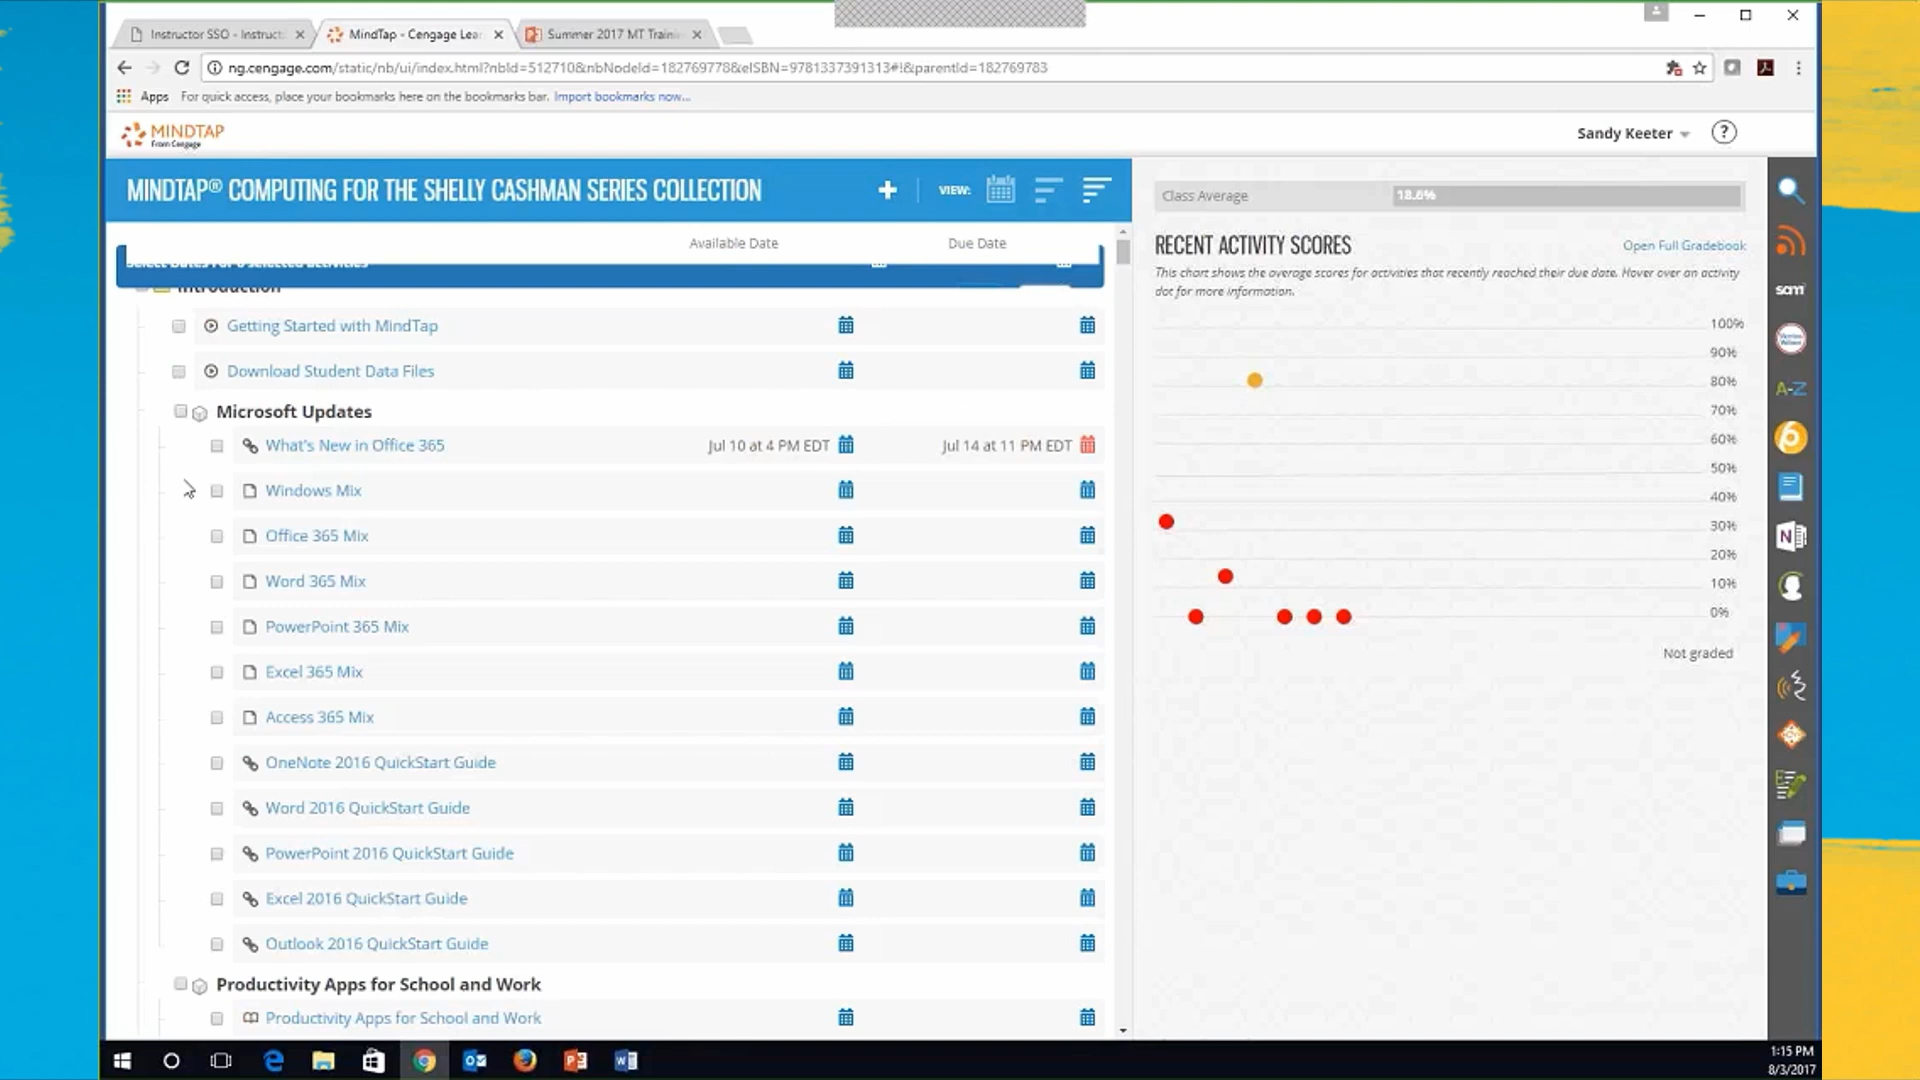 Instructor SSO - Instruct
MindTap - Cengage Lea
Summer 2017 MT Traini
ng.cengage.com/static/nb/ui/index.html?nbId=512710&nbNodeId=182769778&eISBN=9781337391313#!&parentId=182769783
Apps For quick access, place your bookmarks here on the bookmarks bar. Import bookmarks now...
MINDTAP
From Cengage
Sandy Keeter
?
MINDTAP® COMPUTING FOR THE SHELLY CASHMAN SERIES COLLECTION
VIEW:
Available Date
Due Date
Introduction
Getting Started with MindTap
Download Student Data Files
Microsoft Updates
What's New in Office 365
Jul 10 at 4 PM EDT
Jul 14 at 11 PM EDT
Windows Mix
Office 365 Mix
Word 365 Mix
PowerPoint 365 Mix
Excel 365 Mix
Access 365 Mix
OneNote 2016 QuickStart Guide
Word 2016 QuickStart Guide
PowerPoint 2016 QuickStart Guide
Excel 2016 QuickStart Guide
Outlook 2016 QuickStart Guide
Productivity Apps for School and Work
Productivity Apps for School and Work
Class Average
18.6%
RECENT ACTIVITY SCORES
Open Full Gradebook
This chart shows the average scores for activities that recently reached their due date. Hover over an activity
dot for more information.
100%
90%
80%
70%
60%
50%
40%
30%
20%
10%
0%
Not graded
sam
A-Z
N
1:15 PM
8/3/2017